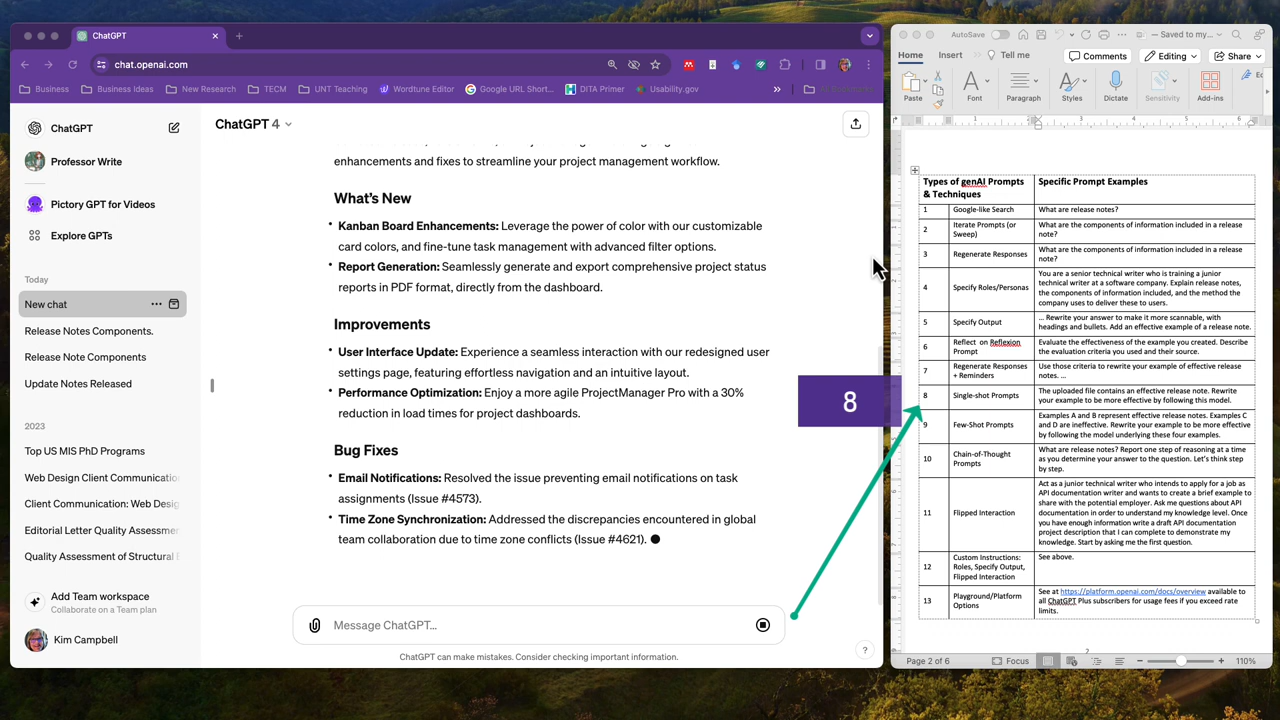 ChatGPT
chat.openai.com
Business
Business Ideas
New Research
TECM
UNT Teaching
Wordtune Editor
Google URL Short...
DITA Primer
Usability.gov
»
ChatGPT
Professor Write
Pictory GPT for Videos
Explore GPTs
Today
New chat
Release Notes Components.
Release Note Components
Update Notes Released
2023
Top US MIS PhD Programs
Web Design Client Communication
Client Communication: Web Desig
Editorial Letter Quality Assessmer
Quality Assessment of Structural E
Add Team workspace
Collaborate on a Team plan
Kim Campbell
ChatGPT 4
enhancements and fixes to streamline your project management workflow.
What's New
• Kanban Board Enhancements: Leverage the power of color with our customizable
card colors, and fine-tune task management with advanced filter options.
• Report Generation: Seamlessly generate and export comprehensive project status
reports in PDF format, directly from the dashboard.
Improvements
• User Interface Update: Experience a seamless interaction with our redesigned user
settings page, featuring effortless navigation and an intuitive layout.
• Performance Optimization: Enjoy a more agile ProjectManager Pro with a 30%
reduction in load times for project dashboards.
Bug Fixes
• Email Notifications: Resolved the issue preventing email notifications on task
assignments (Issue #4573).
• Time Zone Synchronization: Addressed the discrepancies encountered in global
team collaboration due to time zone conflicts (Issue #4621).
Message ChatGPT...
ChatGPT can make mistakes. Consider checking important information.
?
8
AutoSave
— Saved to my...
Home
Insert
Tell me
Comments
Editing
Share
Paste
Font
Paragraph
Styles
Dictate
Sensitivity
Add-ins
Types of genAI Prompts
& Techniques
Specific Prompt Examples
1
Google-like Search
What are release notes?
2
Iterate Prompts (or
Sweep)
What are the components of information included in a release
note?
3
Regenerate Responses
What are the components of information included in a release
note?
4
Specify Roles/Personas
You are a senior technical writer who is training a junior
technical writer at a software company. Explain release notes,
the components of information included, and the method the
company uses to deliver these to users.
5
Specify Output
... Rewrite your answer to make it more scannable, with
headings and bullets. Add an effective example of a release note.
6
Reflect on Reflexion
Prompt
Evaluate the effectiveness of the example you created. Describe
the evaluation criteria you used and their source.
7
Regenerate Responses
+ Reminders
Use those criteria to rewrite your example of effective release
notes. ...
8
Single-shot Prompts
The uploaded file contains an effective release note. Rewrite
your example to be more effective by following this model.
9
Few-Shot Prompts
Examples A and B represent effective release notes. Examples C
and D are ineffective. Rewrite your example to be more effective
by following the model underlying these four examples.
10
Chain-of-Thought
Prompts
What are release notes? Report one step of reasoning at a time
as you determine your answer to the question. Let's think step
by step.
11
Flipped Interaction
Act as a junior technical writer who intends to apply for a job as
API documentation writer and wants to create a brief example to
share with the potential employer. Ask me questions about API
documentation in order to understand my knowledge level. Once
you have enough information write a draft API documentation
project description that I can complete to demonstrate my
knowledge. Start by asking me the first question.
12
Custom Instructions:
Roles, Specify Output,
Flipped Interaction
See above.
13
Playground/Platform
Options
See at https://platform.openai.com/docs/overview available to
all ChatGPT Plus subscribers for usage fees if you exceed rate
limits.
Page 2 of 6
Focus
110%